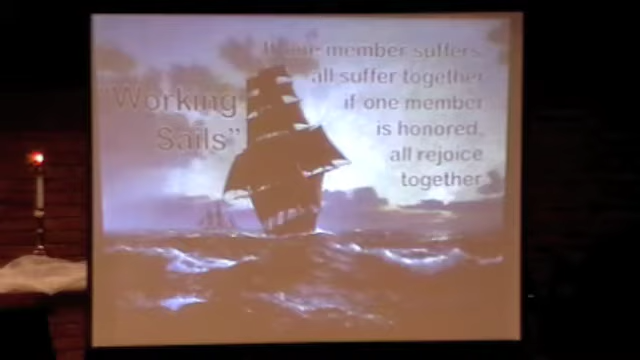 "Working
Sails"
If one member suffers,
all suffer together
if one member
is honored,
all rejoice
together